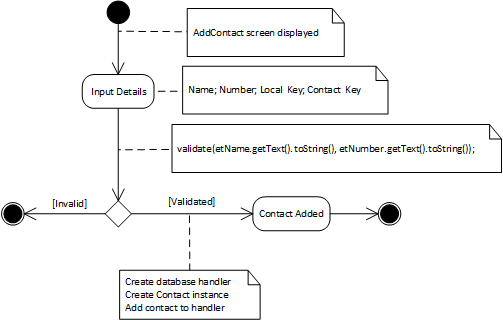 AddContact screen displayed
Input Details
Name; Number; Local Key; Contact Key
validate(etName.getText().toString(), etNumber.getText().toString());
[Invalid]
[Validated]
Contact Added
Create database handler
Create Contact instance
Add contact to handler